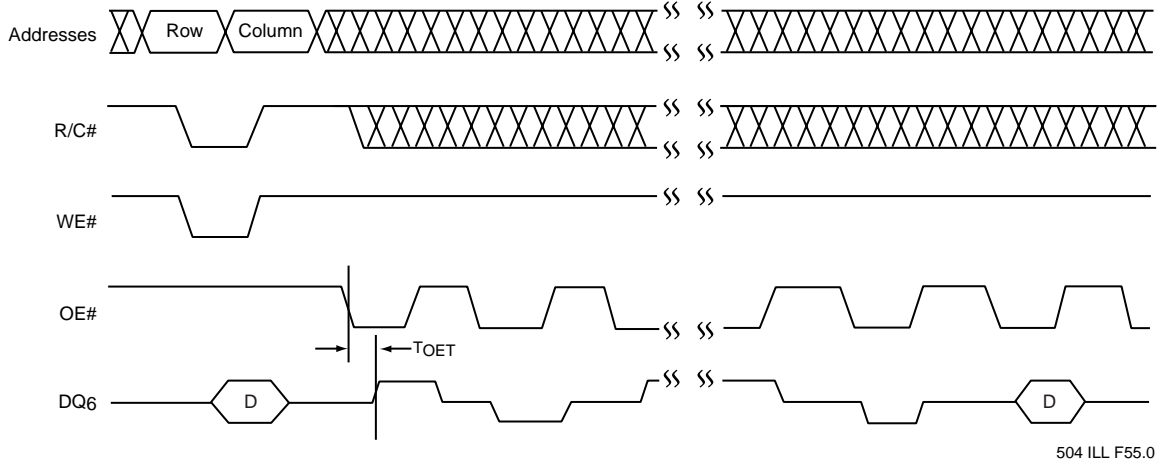 Addresses Row Column
R/C#
WE#
OE#
TOET
DQ6 D D
504 ILL F55.0